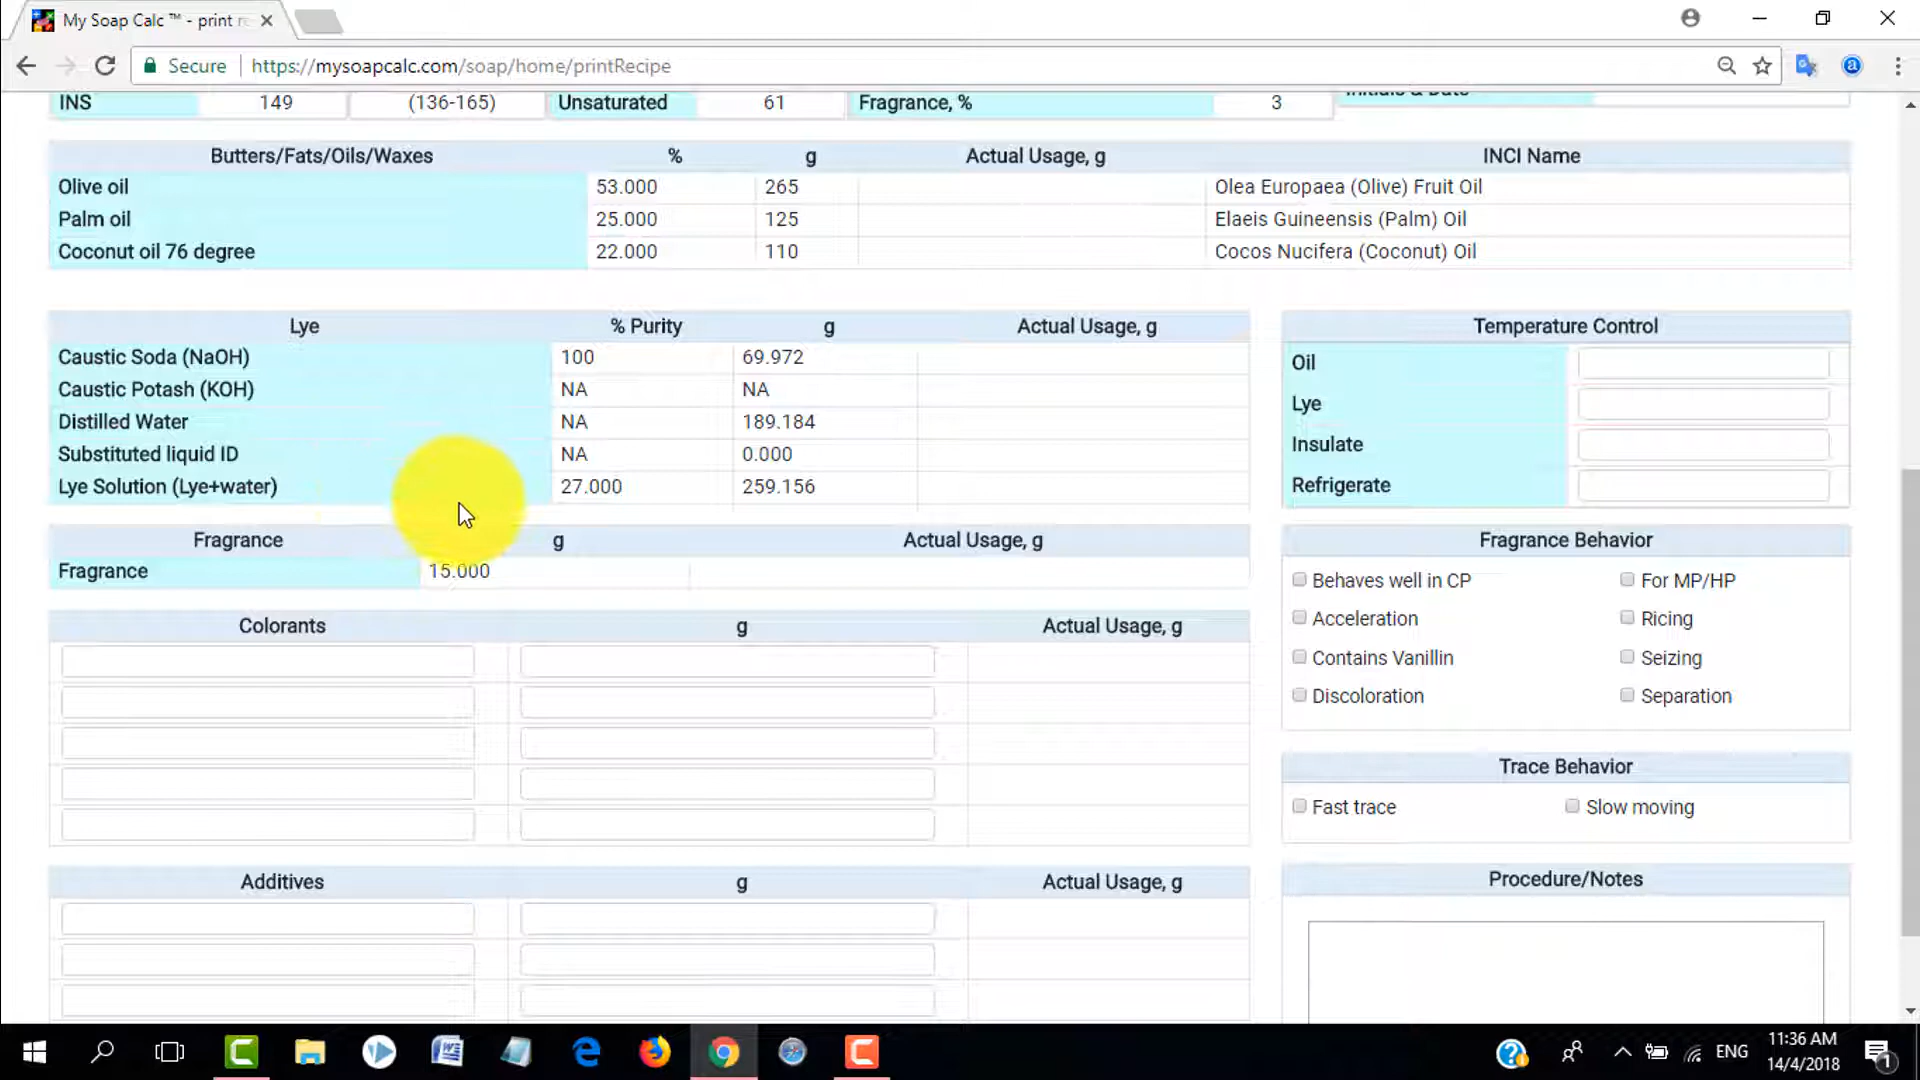 My Soap Calc ™ - print re
Secure https://mysoapcalc.com/soap/home/printRecipe
INS 149 (136-165) Unsaturated 61 Fragrance, % 3 Initials & Date
Butters/Fats/Oils/Waxes % g Actual Usage, g INCI Name
Olive oil 53.000 265 Olea Europaea (Olive) Fruit Oil
Palm oil 25.000 125 Elaeis Guineensis (Palm) Oil
Coconut oil 76 degree 22.000 110 Cocos Nucifera (Coconut) Oil
Lye % Purity g Actual Usage, g
Caustic Soda (NaOH) 100 69.972
Caustic Potash (KOH) NA NA
Distilled Water NA 189.184
Substituted liquid ID NA 0.000
Lye Solution (Lye+water) 27.000 259.156
Temperature Control
Oil
Lye
Insulate
Refrigerate
Fragrance g Actual Usage, g
Fragrance 15.000
Fragrance Behavior
Behaves well in CP For MP/HP
Acceleration Ricing
Contains Vanillin Seizing
Discoloration Separation
Colorants g Actual Usage, g
Trace Behavior
Fast trace Slow moving
Additives g Actual Usage, g
Procedure/Notes
ENG
11:36 AM
14/4/2018
1